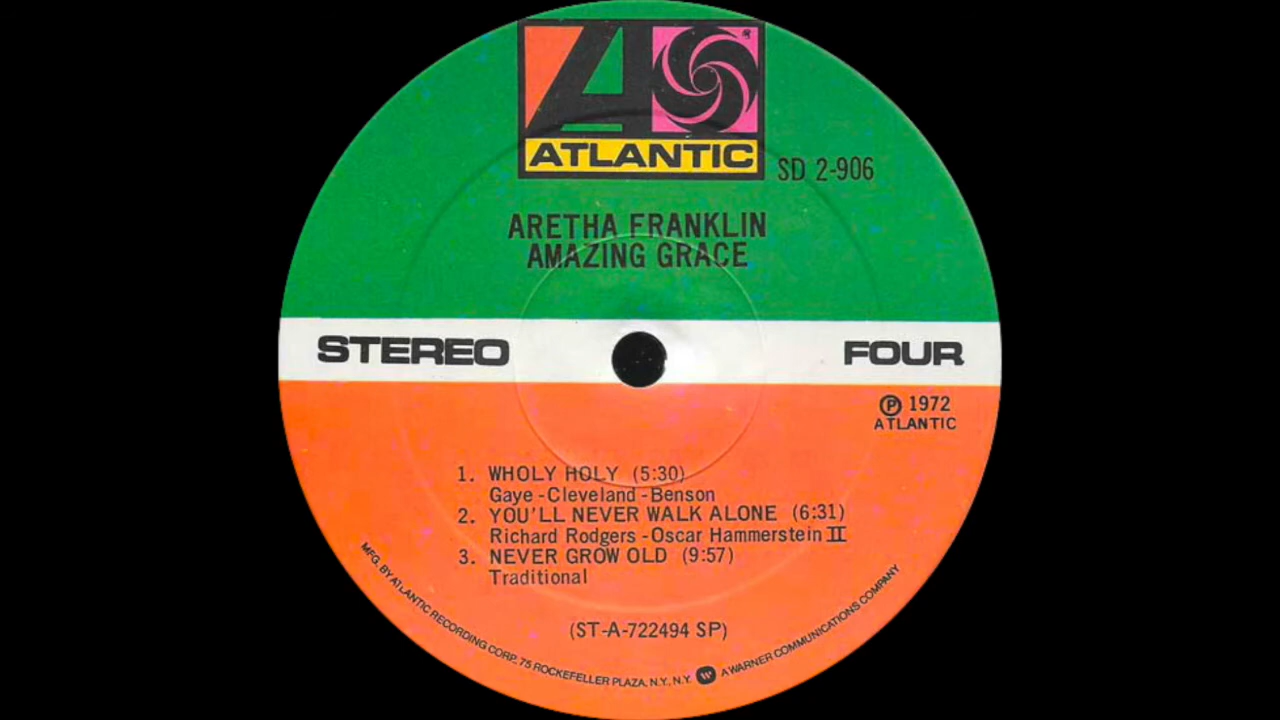 ATLANTIC
SD 2-906
ARETHA FRANKLIN
AMAZING GRACE
STEREO
FOUR
Ⓟ 1972
ATLANTIC
1. WHOLY HOLY (5:30)
Gaye-Cleveland-Benson
2. YOU'LL NEVER WALK ALONE (6:31)
Richard Rodgers-Oscar Hammerstein II
3. NEVER GROW OLD (9:57)
Traditional
(ST-A-722494 SP)
MFG. BY ATLANTIC RECORDING CORP., 75 ROCKEFELLER PLAZA, N.Y., N.Y. W A WARNER COMMUNICATIONS COMPANY